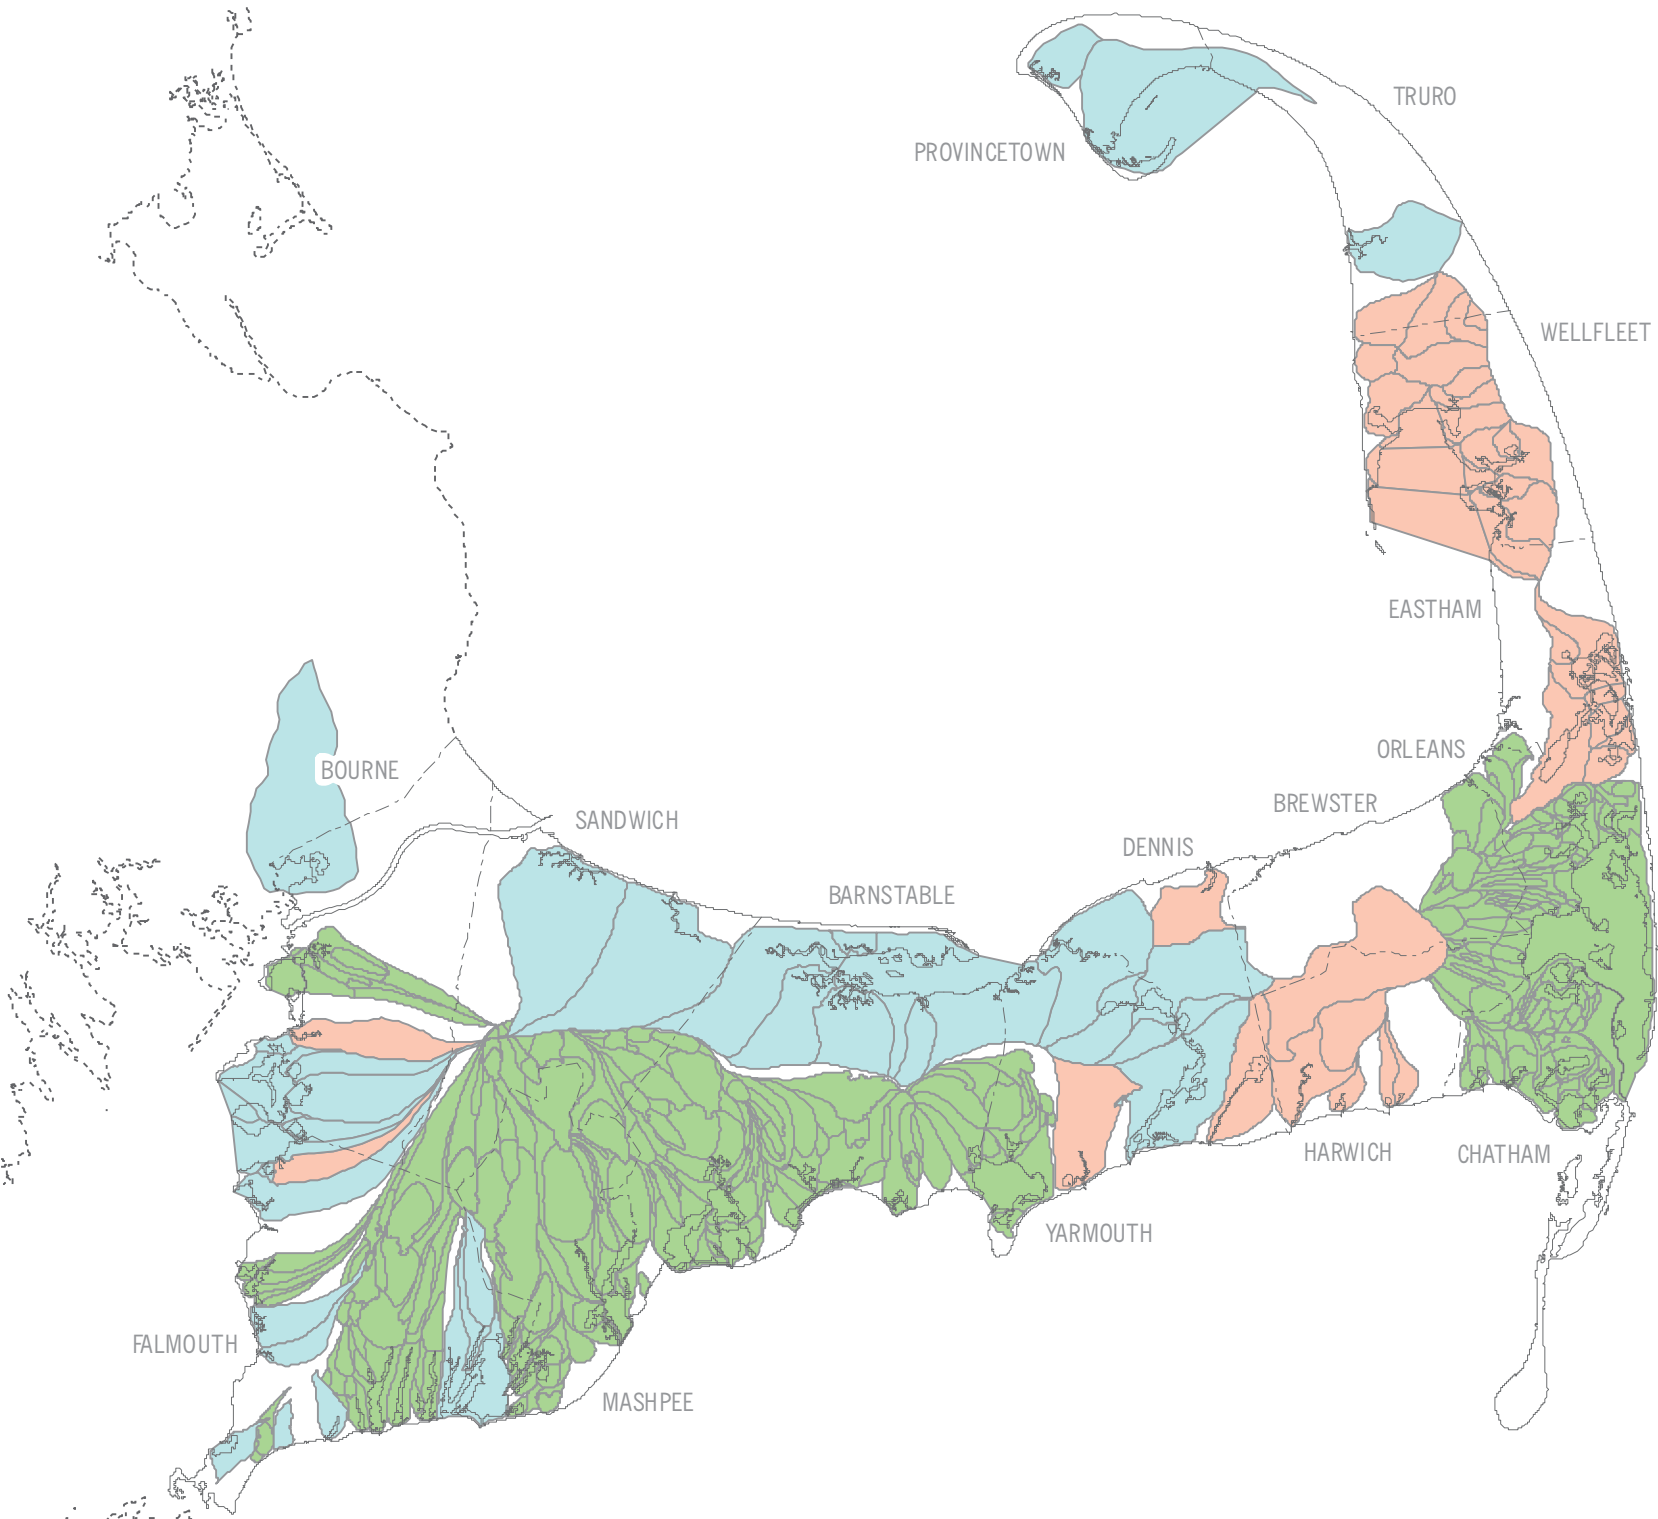 TRURO
PROVINCETOWN
WELLFLEET
EASTHAM
ORLEANS
BOURNE
BREWSTER
SANDWICH
DENNIS
BARNSTABLE
HARWICH
CHATHAM
YARMOUTH
FALMOUTH
MASHPEE